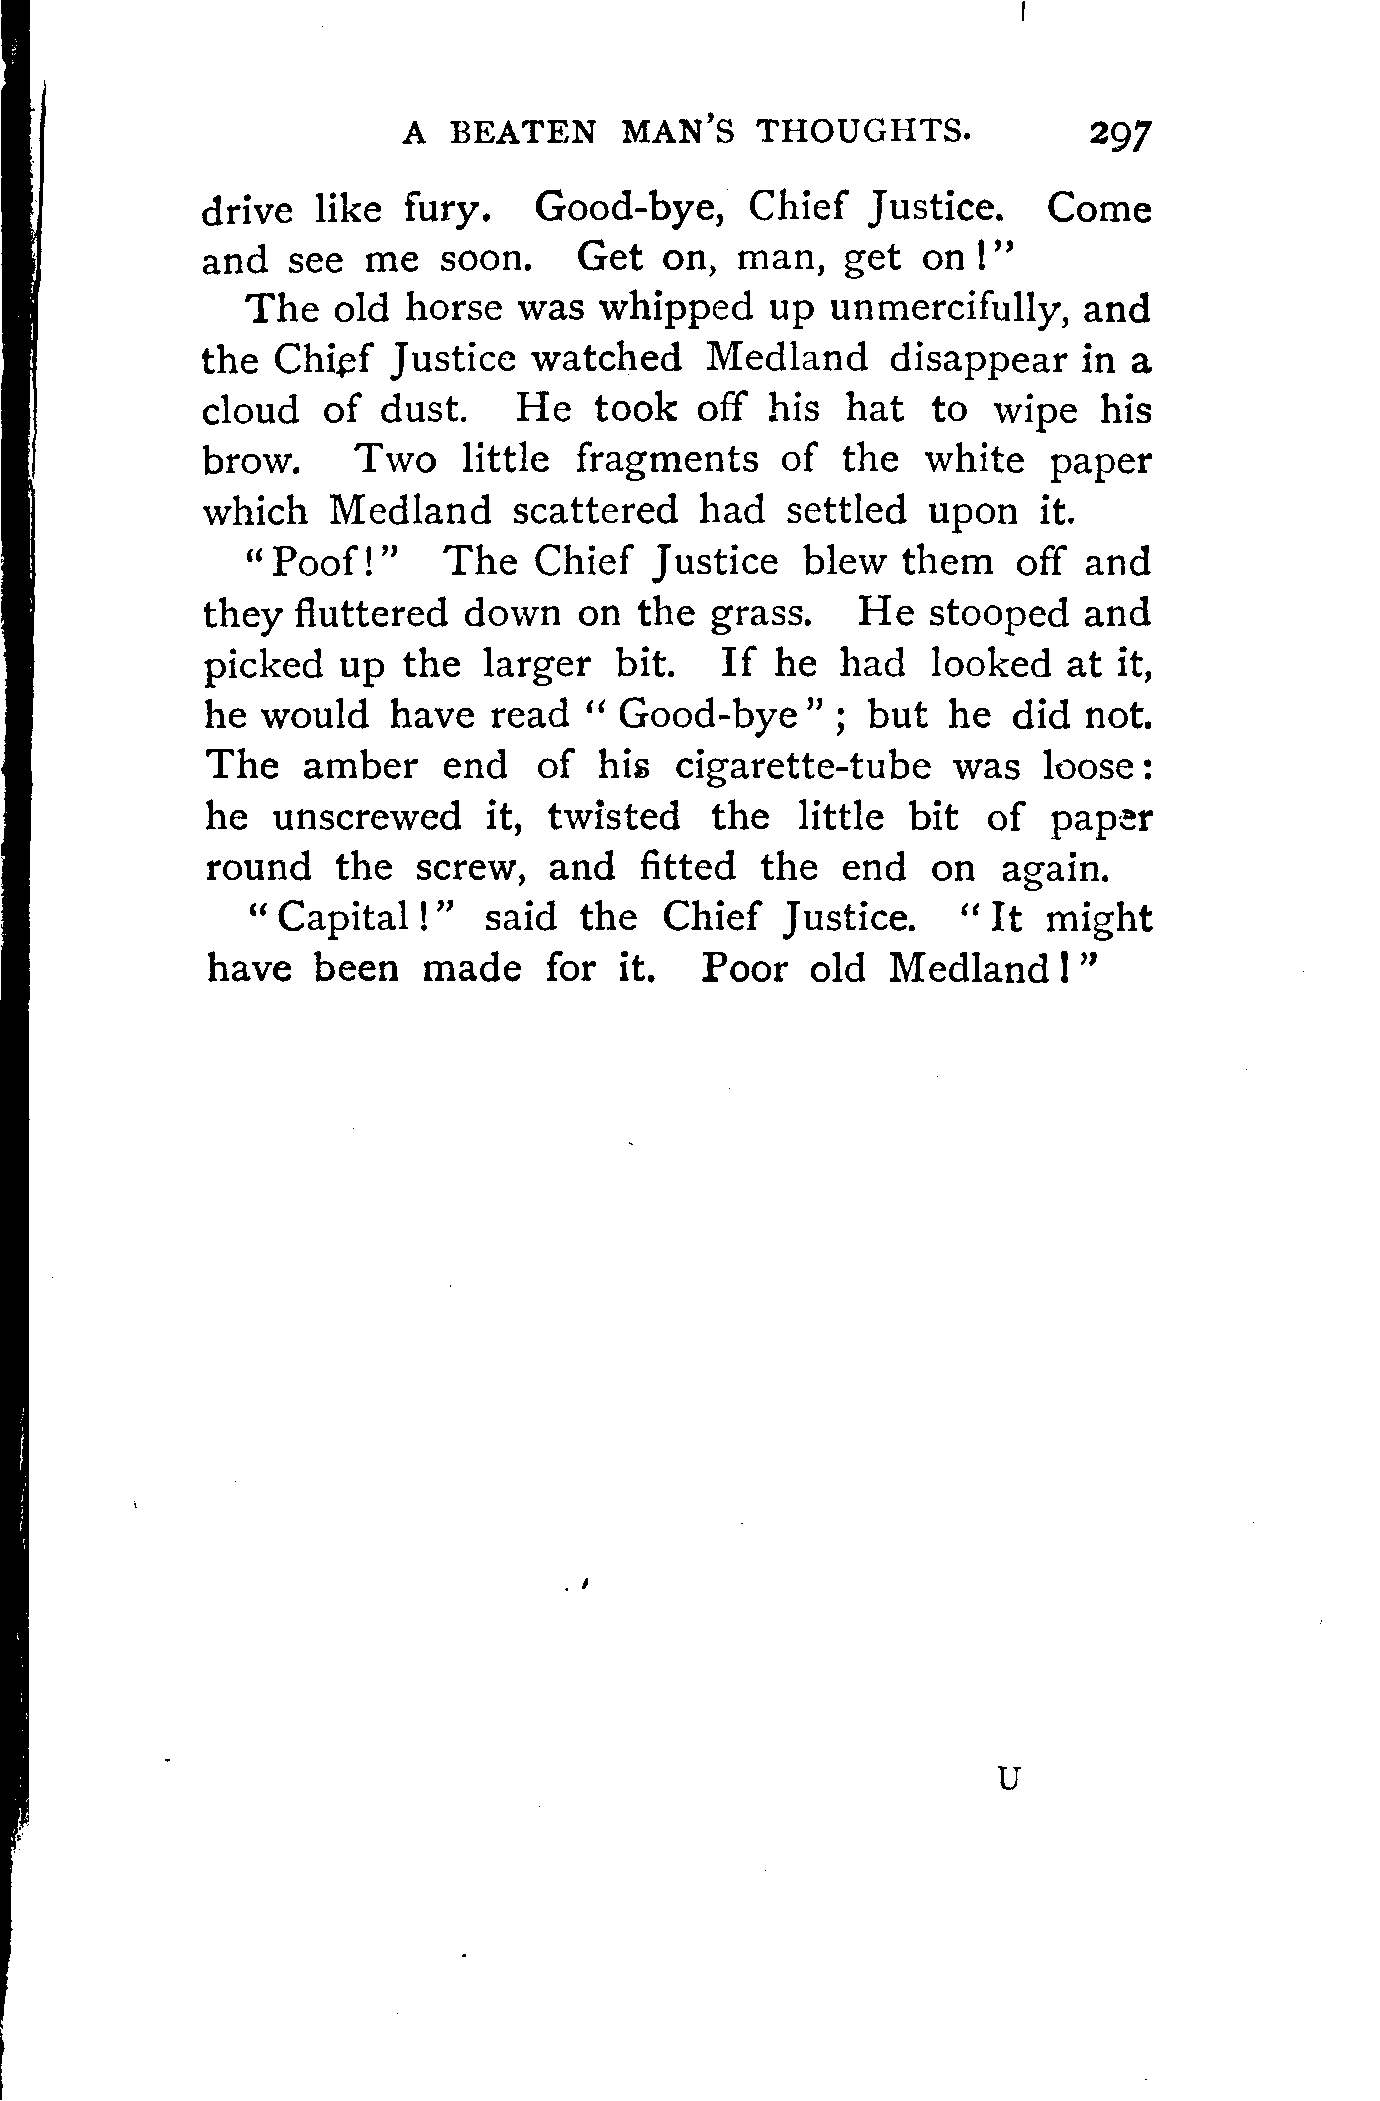 A BEATEN MAN'S THOUGHTS. 297
drive like fury. Good-bye, Chief Justice. Come
and see me soon. Get on, man, get on!"
The old horse was whipped up unmercifully, and
the Chief Justice watched Medland disappear in a
cloud of dust. He took off his hat to wipe his
brow. Two little fragments of the white paper
which Medland scattered had settled upon it.
"Poof!" The Chief Justice blew them off and
they fluttered down on the grass. He stooped and
picked up the larger bit. If he had looked at it,
he would have read "Good-bye"; but he did not.
The amber end of his cigarette-tube was loose:
he unscrewed it, twisted the little bit of paper
round the screw, and fitted the end on again.
"Capital!" said the Chief Justice. "It might
have been made for it. Poor old Medland!"
U